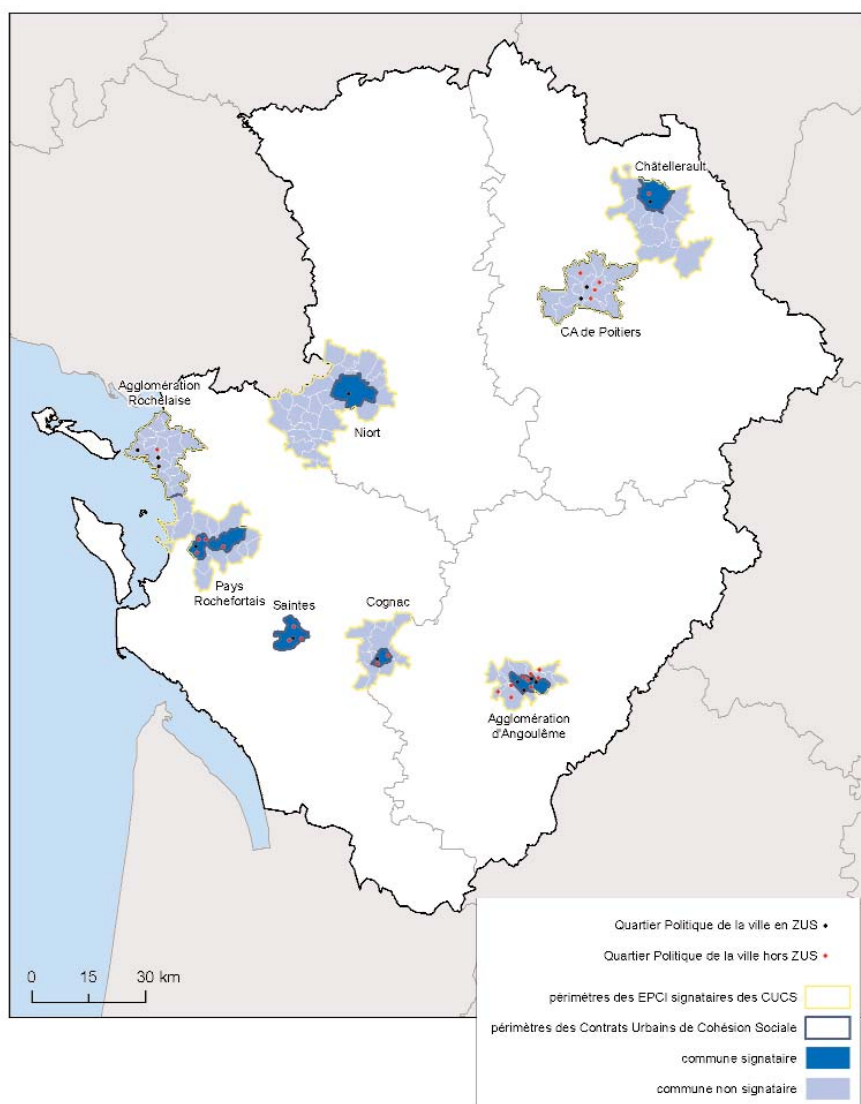 Châtellerault
CA de Poitiers
Agglomération
Rochelaise
Niort
Pays
Rochefortais
Saintes
Cognac
Agglomération
d'Angoulême
Quartier Politique de la ville en ZUS
Quartier Politique de la ville hors ZUS
0 15 30 km
périmètres des EPCI signataires des CUCS
périmètres des Contrats Urbains de Cohésion Sociale
commune signataire
commune non signataire